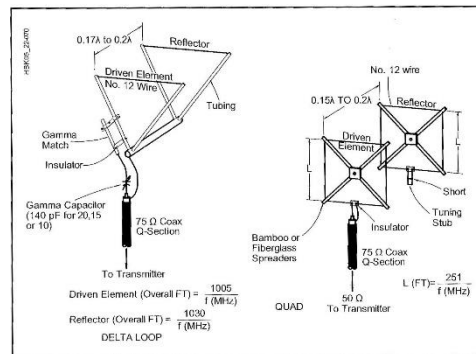 HBK05_22-070
0.17λ to 0.2λ
Reflector
Driven Element
No. 12 Wire
Tubing
Gamma
Match
Insulator
Gamma Capacitor
(140 pF for 20,15
or 10)
75 Ω Coax
Q-Section
To Transmitter
Driven Element (Overall FT) = 1005
f (MHz)
Reflector (Overall FT) = 1030
f (MHz)
DELTA LOOP
No. 12 wire
0.15λ TO 0.2λ
Reflector
Driven
Element
L
L
Short
Tuning
Stub
Insulator
Bamboo or
Fiberglass
Spreaders
75 Ω Coax
Q-Section
50 Ω
To Transmitter
QUAD
L (FT)= 251
f (MHz)